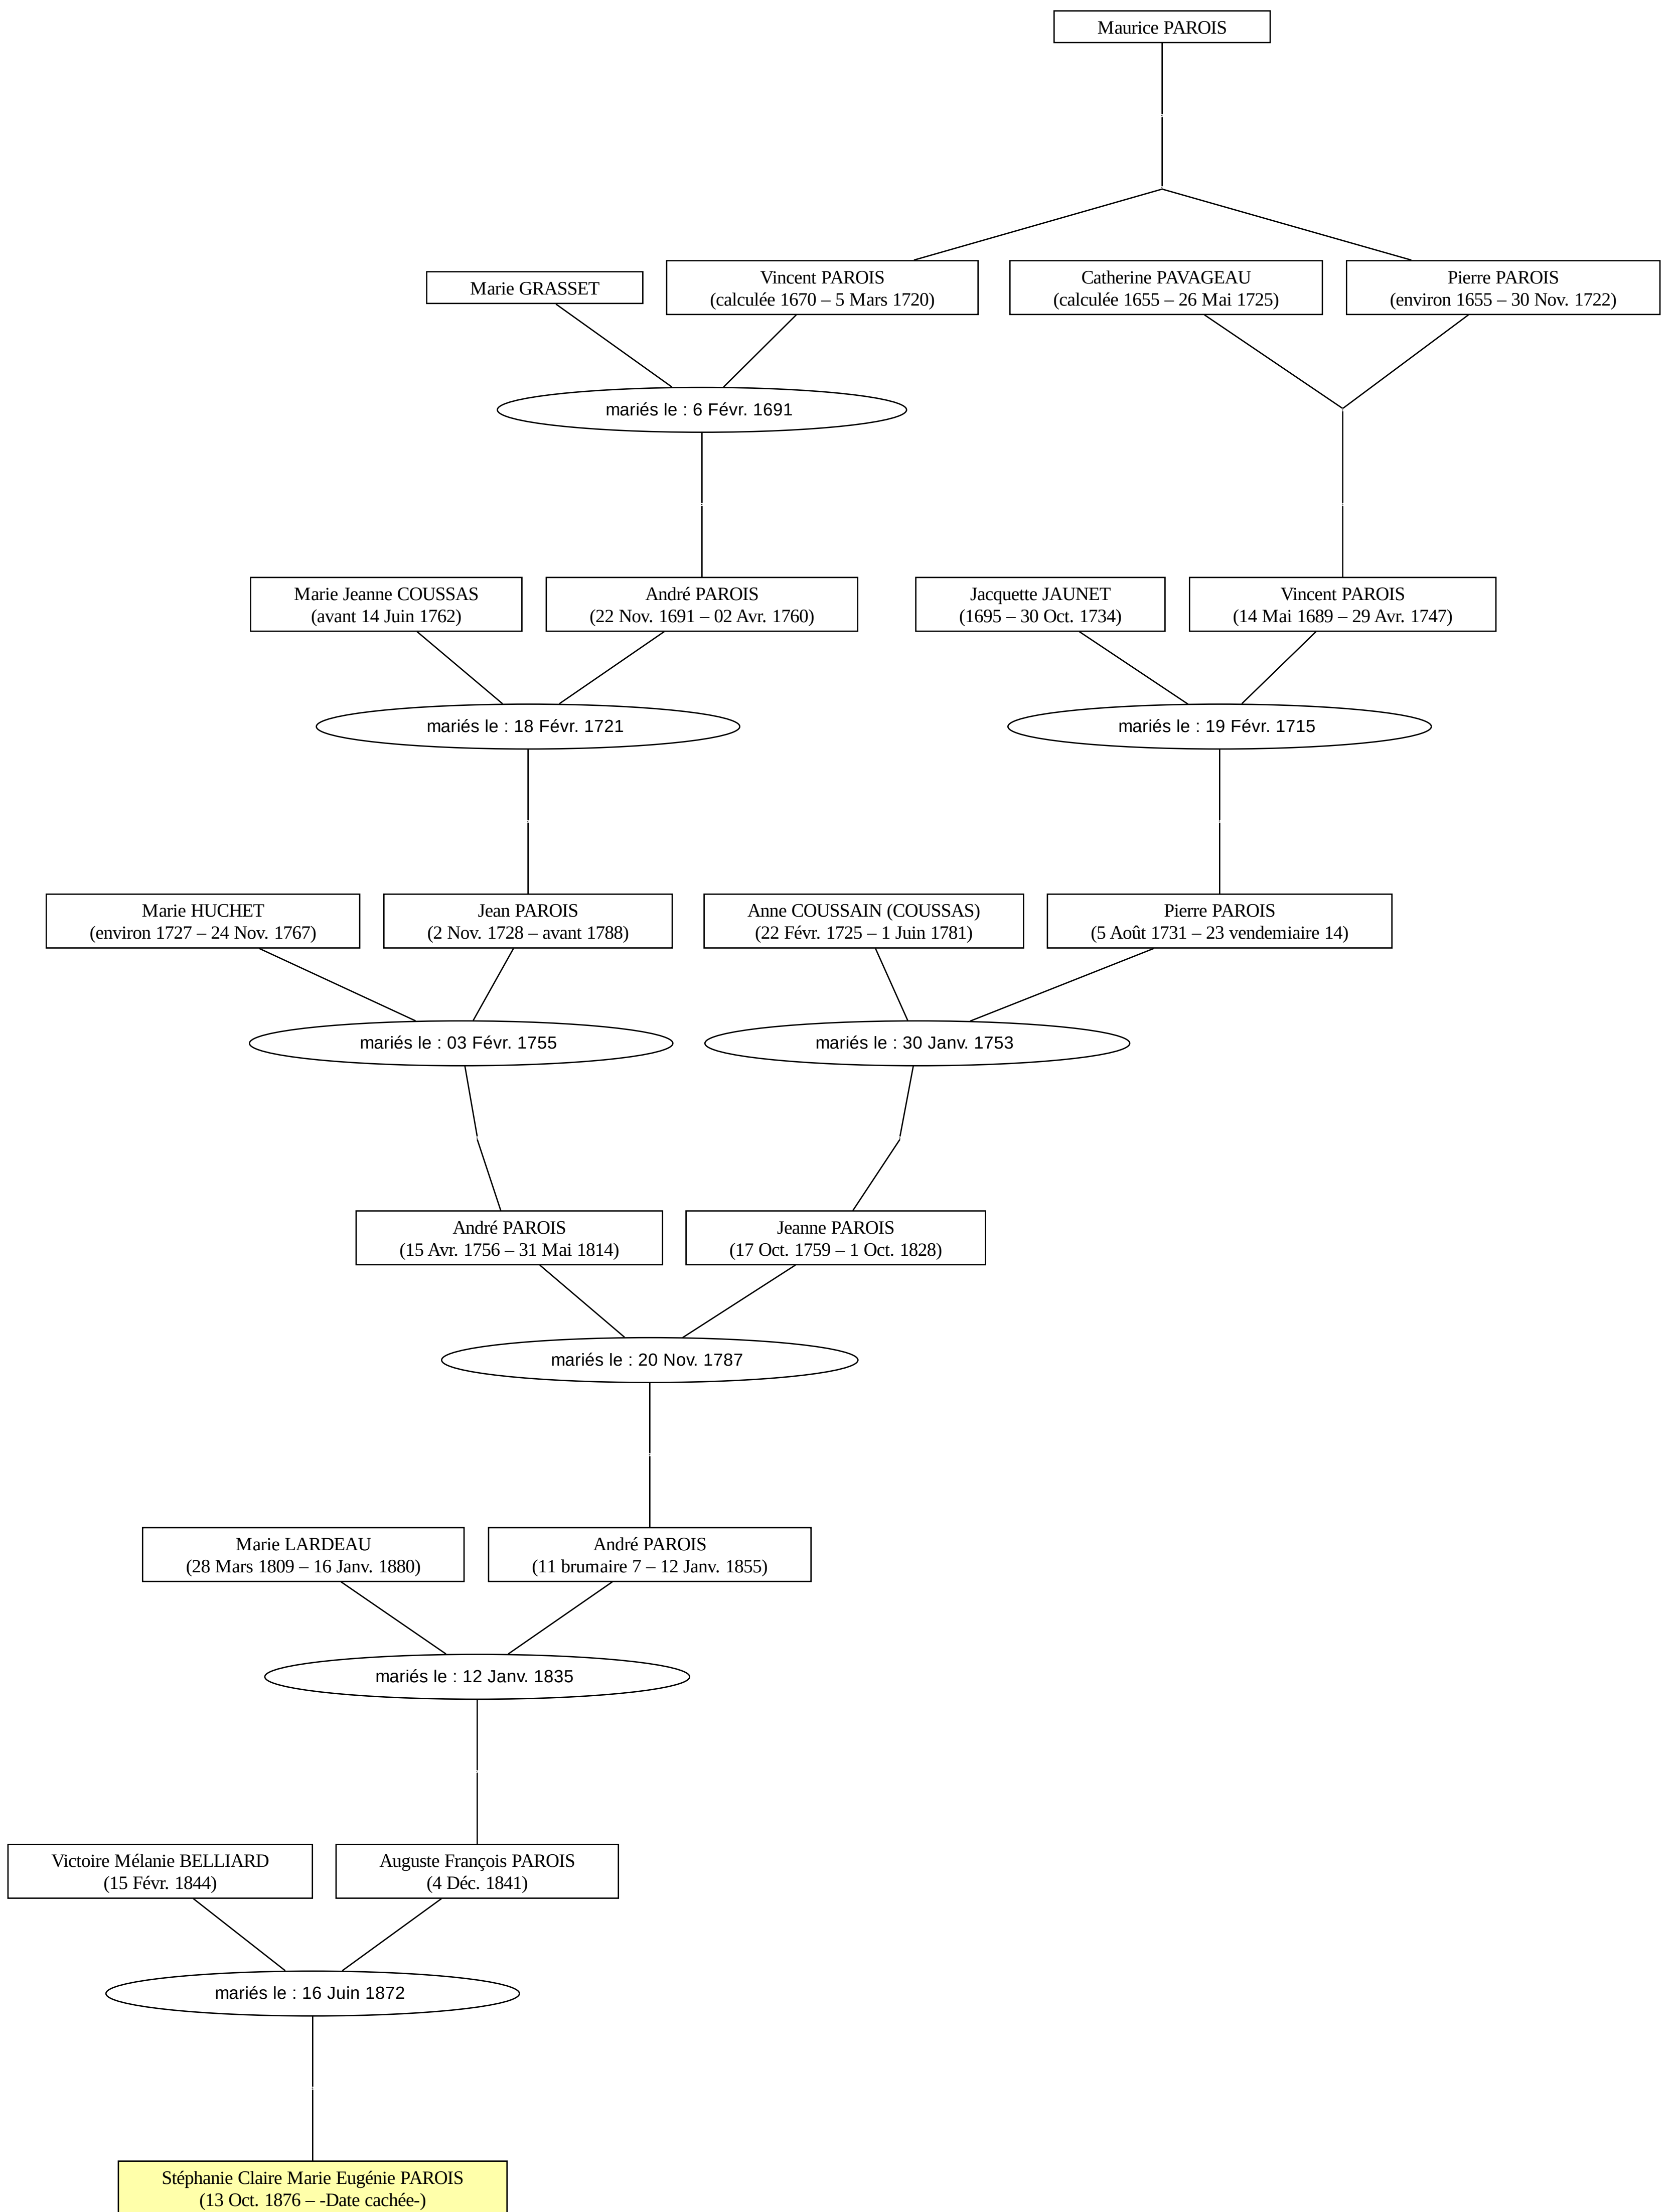 Maurice PAROIS
Marie GRASSET
Vincent PAROIS
(calculée 1670 – 5 Mars 1720)
Catherine PAVAGEAU
(calculée 1655 – 26 Mai 1725)
Pierre PAROIS
(environ 1655 – 30 Nov. 1722)
mariés le : 6 Févr. 1691
Marie Jeanne COUSSAS
(avant 14 Juin 1762)
André PAROIS
(22 Nov. 1691 – 02 Avr. 1760)
Jacquette JAUNET
(1695 – 30 Oct. 1734)
Vincent PAROIS
(14 Mai 1689 – 29 Avr. 1747)
mariés le : 18 Févr. 1721
mariés le : 19 Févr. 1715
Marie HUCHET
(environ 1727 – 24 Nov. 1767)
Jean PAROIS
(2 Nov. 1728 – avant 1788)
Anne COUSSAIN (COUSSAS)
(22 Févr. 1725 – 1 Juin 1781)
Pierre PAROIS
(5 Août 1731 – 23 vendemiaire 14)
mariés le : 03 Févr. 1755
mariés le : 30 Janv. 1753
André PAROIS
(15 Avr. 1756 – 31 Mai 1814)
Jeanne PAROIS
(17 Oct. 1759 – 1 Oct. 1828)
mariés le : 20 Nov. 1787
Marie LARDEAU
(28 Mars 1809 – 16 Janv. 1880)
André PAROIS
(11 brumaire 7 – 12 Janv. 1855)
mariés le : 12 Janv. 1835
Victoire Mélanie BELLIARD
(15 Févr. 1844)
Auguste François PAROIS
(4 Déc. 1841)
mariés le : 16 Juin 1872
Stéphanie Claire Marie Eugénie PAROIS
(13 Oct. 1876 – -Date cachée-)